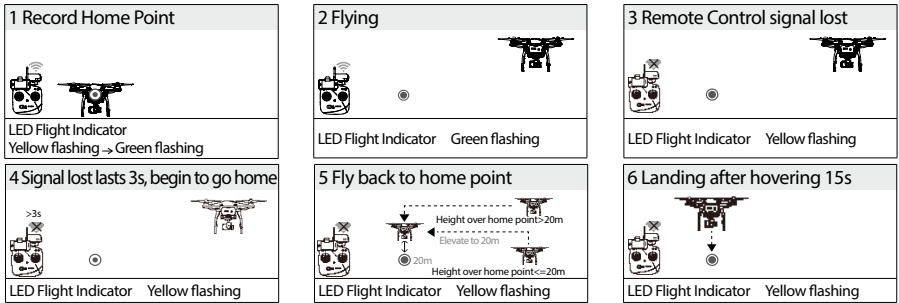 1 Record Home Point
LED Flight Indicator
Yellow flashing → Green flashing
2 Flying
LED Flight Indicator Green flashing
3 Remote Control signal lost
LED Flight Indicator Yellow flashing
4 Signal lost lasts 3s, begin to go home
>3s
LED Flight Indicator Yellow flashing
5 Fly back to home point
Height over home point>20m
Elevate to 20m
20m
Height over home point<=20m
LED Flight Indicator Yellow flashing
6 Landing after hovering 15s
LED Flight Indicator Yellow flashing